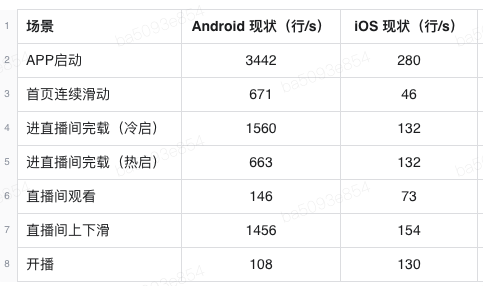 1 场景 Android 现状（行/s） iOS 现状（行/s）
2 APP启动 3442 280
3 首页连续滑动 671 46
4 进直播间完载（冷启） 1560 132
5 进直播间完载（热启） 663 132
6 直播间观看 146 73
7 直播间上下滑 1456 154
8 开播 108 130
ba5093e854